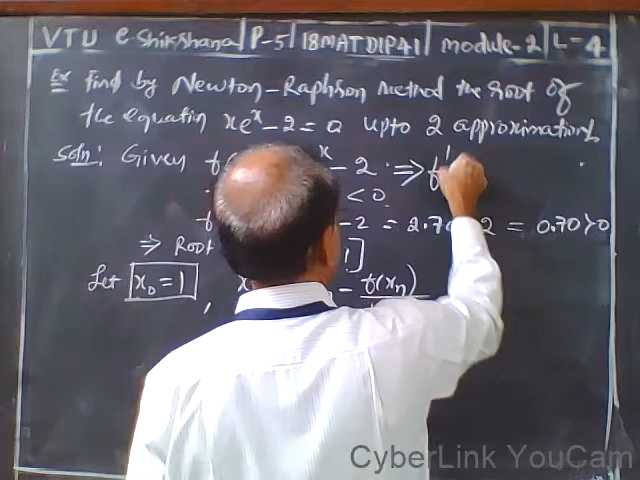 VTU e-Shikshana | P-5 | 18MATDIP41 | module-2 | L-4
Ex Find by Newton-Raphson method the root of
the equatin xe^x - 2 = 0 upto 2 approximations
Soln: Given f x - 2 ⇒ f'
< 0
f - 2 = 2.7 2 = 0.70 > 0
⇒ Root 1]
Let x₀ = 1 , x - f(xₙ)
CyberLink YouCam